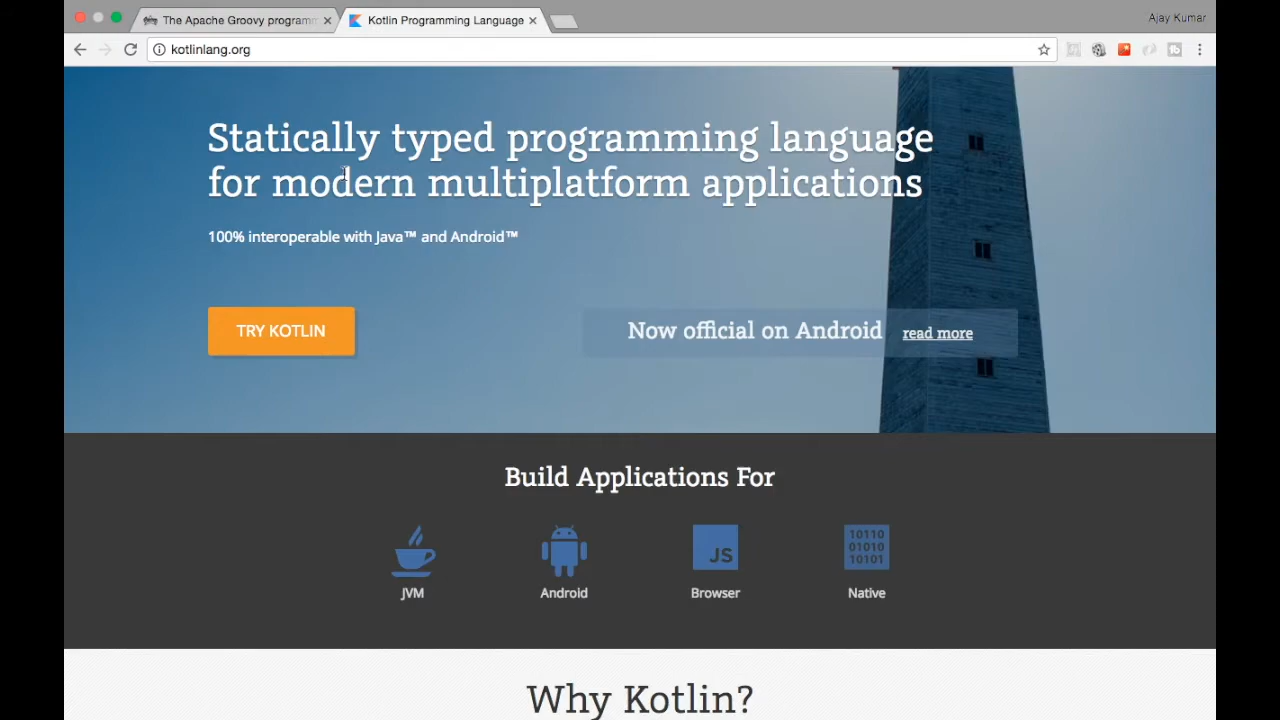 The Apache Groovy programm
Kotlin Programming Language
Ajay Kumar
kotlinlang.org
Statically typed programming language
for modern multiplatform applications
100% interoperable with Java™ and Android™
TRY KOTLIN
Now official on Android read more
Build Applications For
JS
10110
01010
10101
JVM Android Browser Native
Why Kotlin?